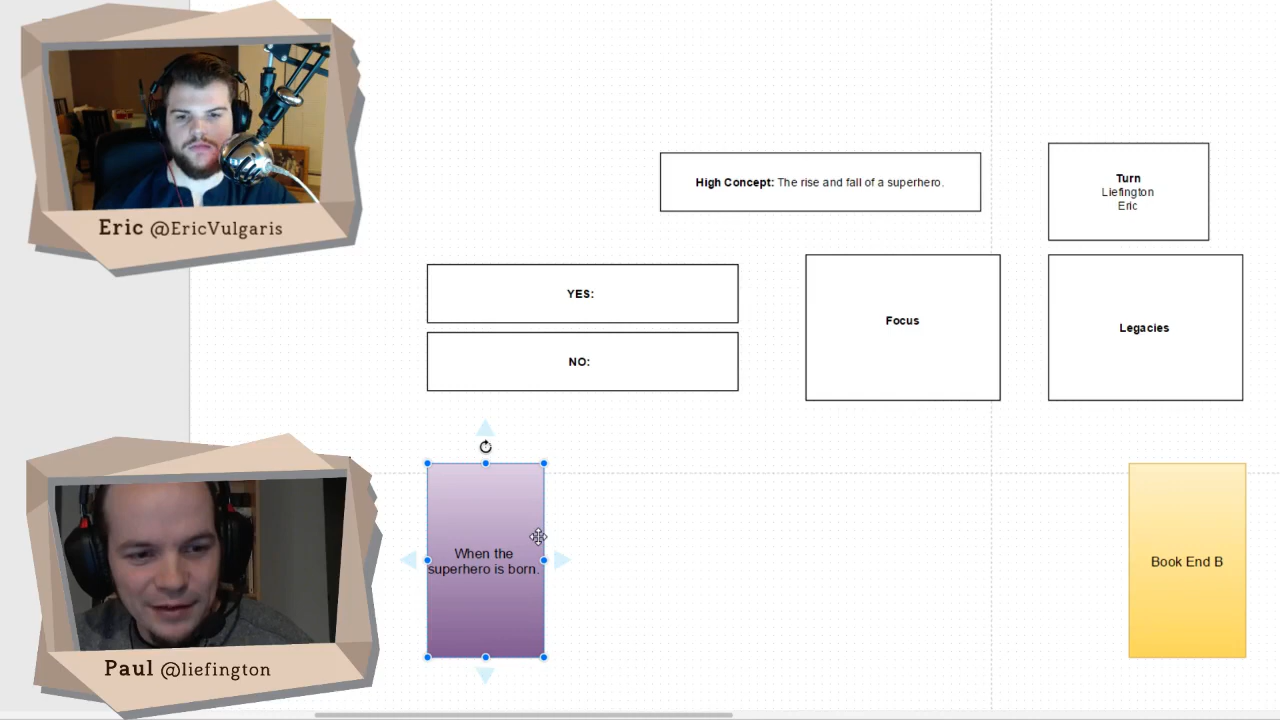 Eric @EricVulgaris
High Concept: The rise and fall of a superhero.
Turn
Liefington
Eric
YES:
NO:
Focus
Legacies
When the
superhero is born.
Book End B
Paul @liefington